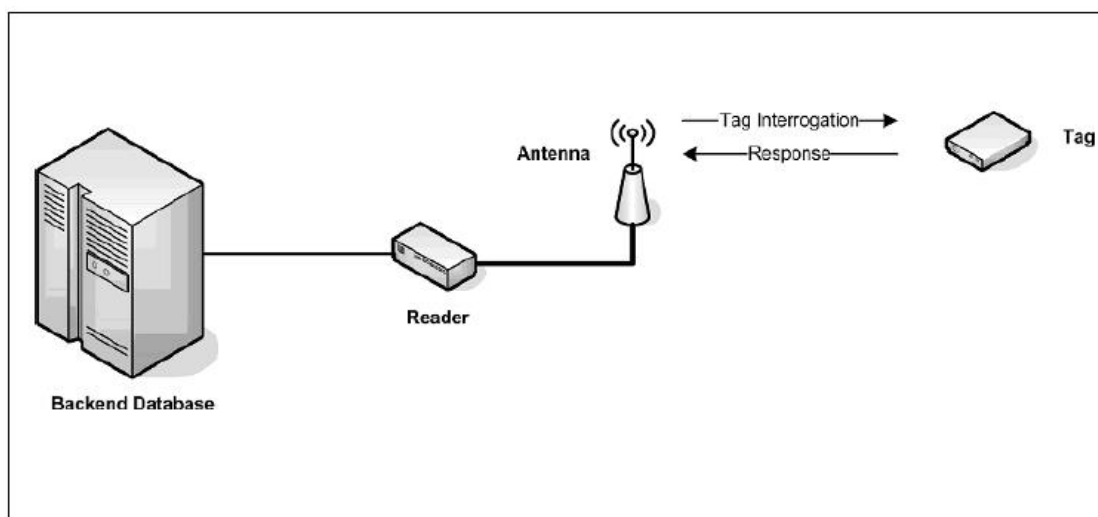 Tag Interrogation
Antenna
Response
Tag
Reader
Backend Database